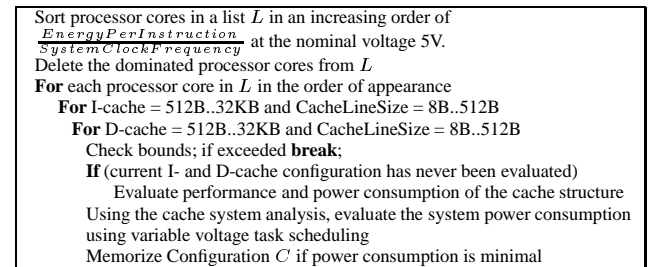 Sort processor cores in a list L in an increasing order of
EnergyPerInstruction
SystemClockFrequency at the nominal voltage 5V.
Delete the dominated processor cores from L
For each processor core in L in the order of appearance
For I-cache = 512B..32KB and CacheLineSize = 8B..512B
For D-cache = 512B..32KB and CacheLineSize = 8B..512B
Check bounds; if exceeded break;
If (current I- and D-cache configuration has never been evaluated)
Evaluate performance and power consumption of the cache structure
Using the cache system analysis, evaluate the system power consumption
using variable voltage task scheduling
Memorize Configuration C if power consumption is minimal